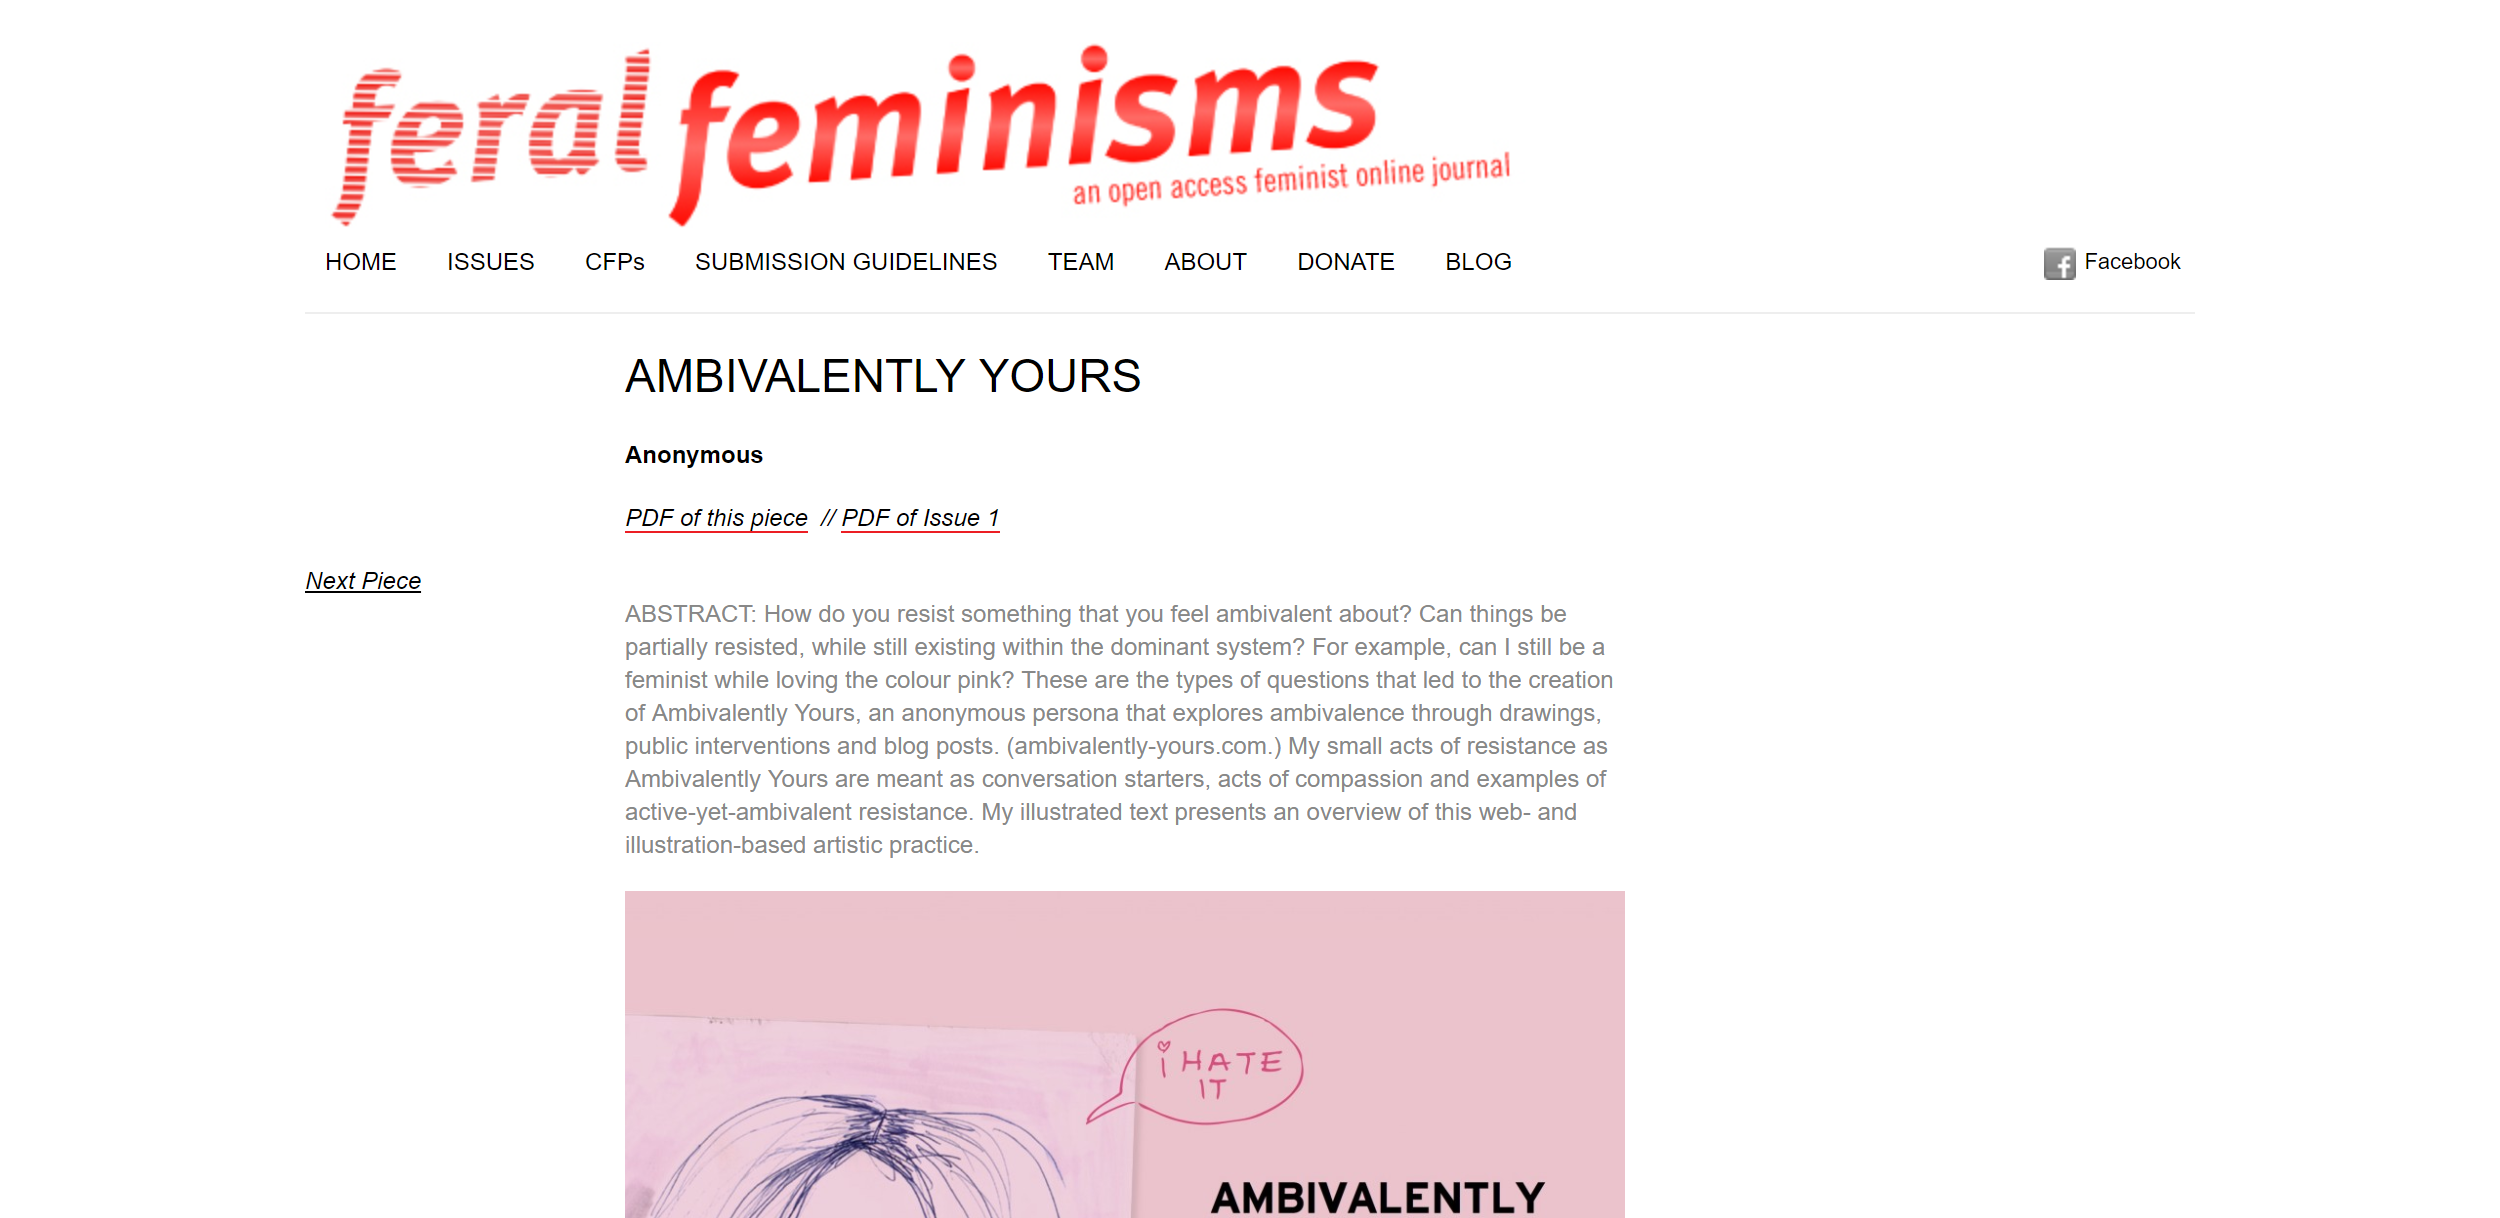 feral feminisms
an open access feminist online journal
HOME ISSUES CFPs SUBMISSION GUIDELINES TEAM ABOUT DONATE BLOG Facebook
AMBIVALENTLY YOURS
Anonymous
PDF of this piece // PDF of Issue 1
Next Piece
ABSTRACT: How do you resist something that you feel ambivalent about? Can things be
partially resisted, while still existing within the dominant system? For example, can I still be a
feminist while loving the colour pink? These are the types of questions that led to the creation
of Ambivalently Yours, an anonymous persona that explores ambivalence through drawings,
public interventions and blog posts. (ambivalently-yours.com.) My small acts of resistance as
Ambivalently Yours are meant as conversation starters, acts of compassion and examples of
active-yet-ambivalent resistance. My illustrated text presents an overview of this web- and
illustration-based artistic practice.
i HATE
IT
AMBIVALENTLY